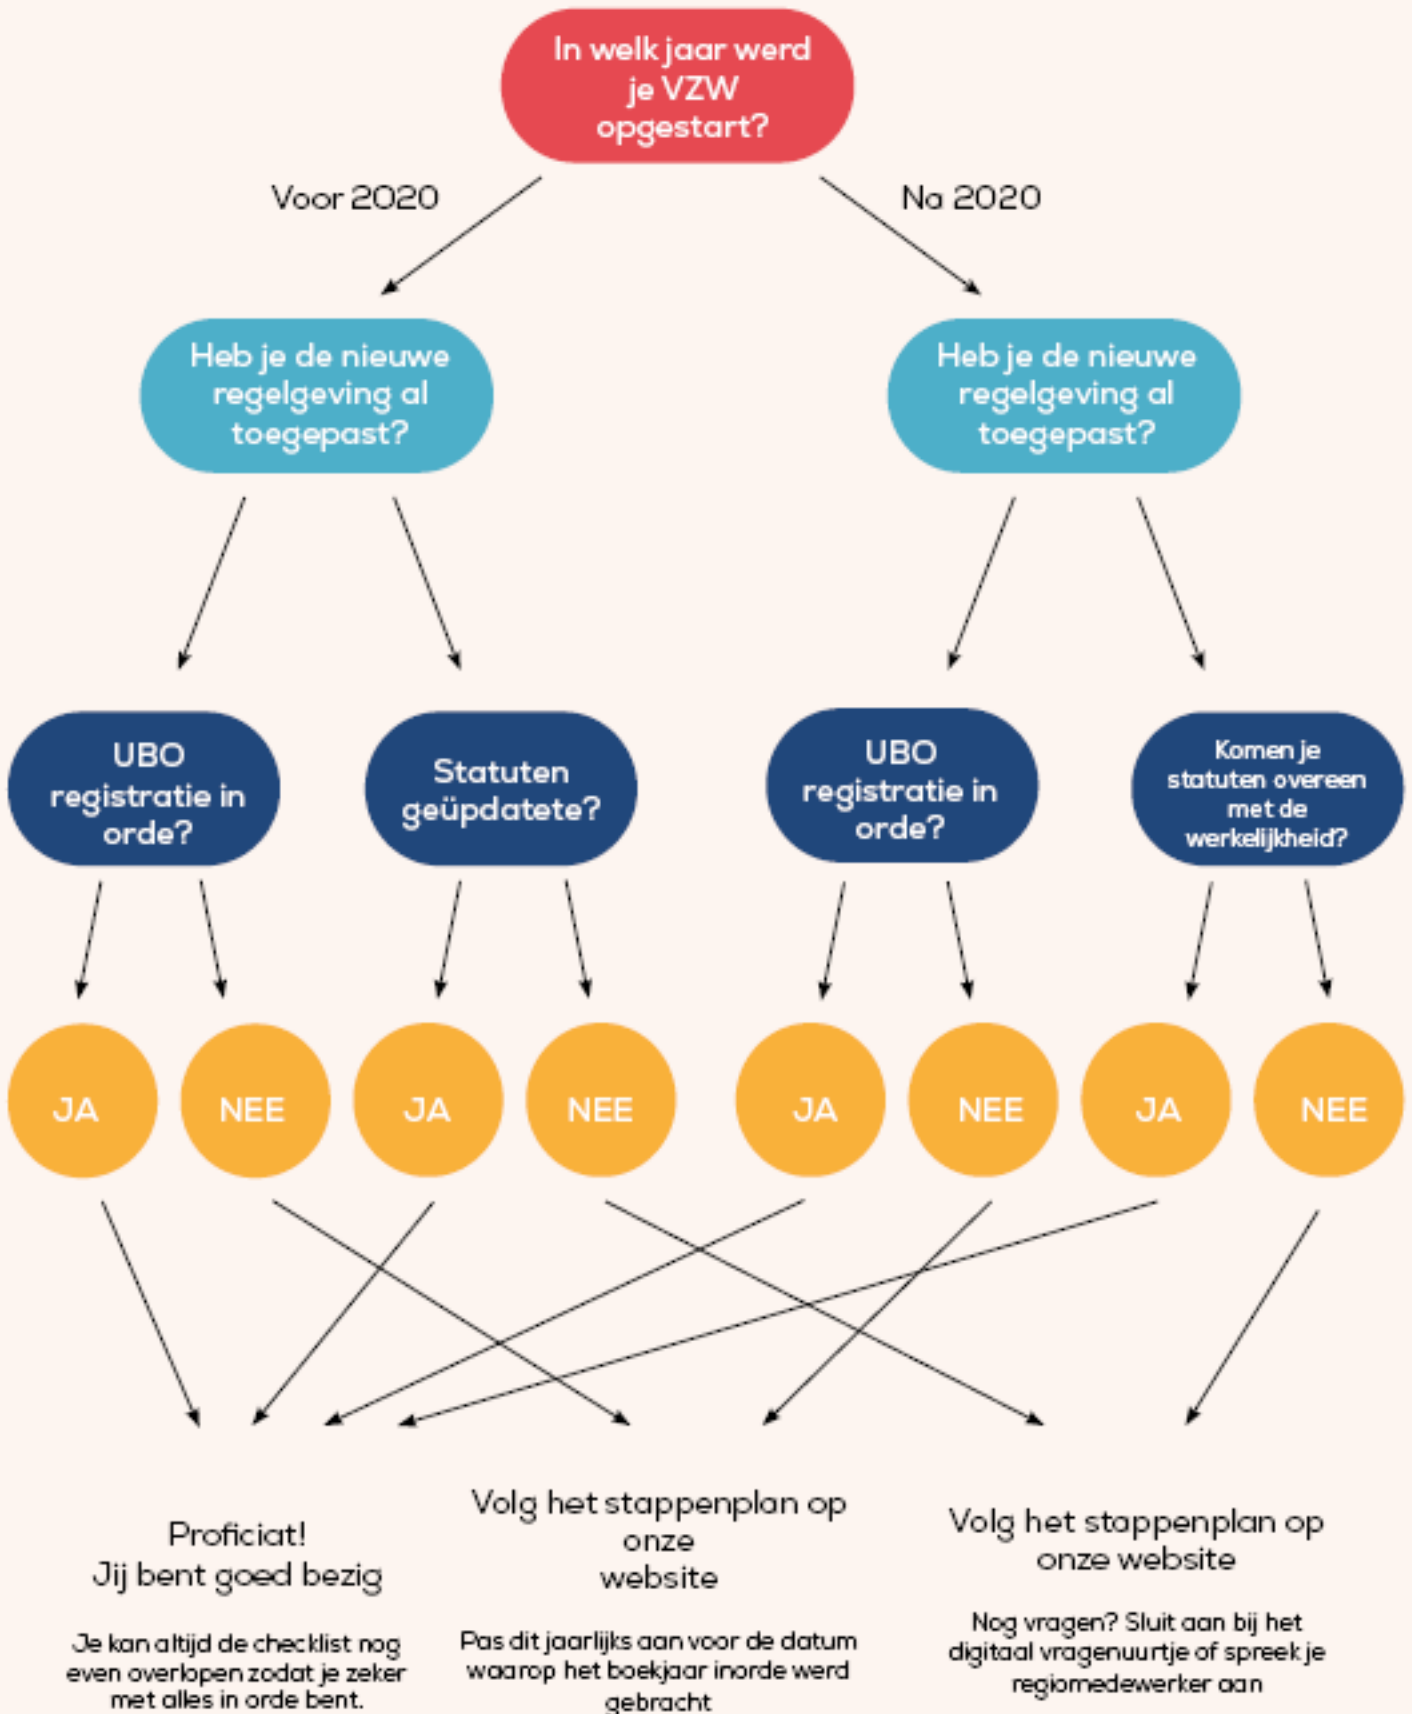 In welk jaar werd
je VZW
opgestart?
Voor 2020
Na 2020
Heb je de nieuwe
regelgeving al
toegepast?
Heb je de nieuwe
regelgeving al
toegepast?
UBO
registratie in
orde?
Statuten
geüpdatete?
UBO
registratie in
orde?
Komen je
statuten overeen
met de
werkelijkheid?
JA
NEE
JA
NEE
JA
NEE
JA
NEE
Proficiat!
Jij bent goed bezig
Je kan altijd de checklist nog
even overlopen zodat je zeker
met alles in orde bent.
Volg het stappenplan op
onze
website
Pas dit jaarlijks aan voor de datum
waarop het boekjaar inorde werd
gebracht
Volg het stappenplan op
onze website
Nog vragen? Sluit aan bij het
digitaal vragenuurtje of spreek je
regiomedewerker aan